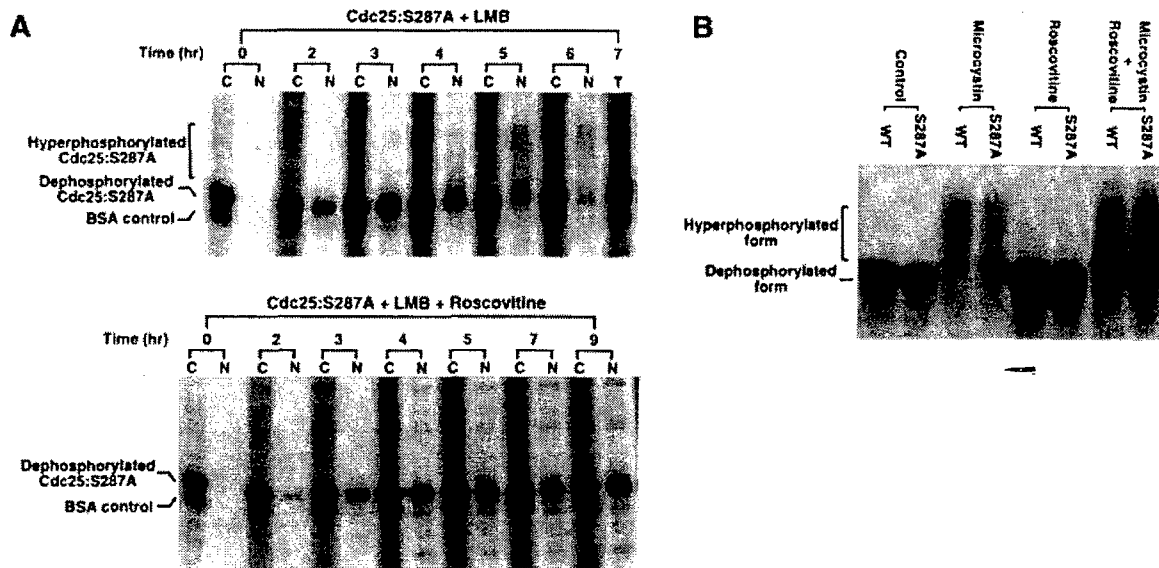 A
Cdc25:S287A + LMB
Time (hr) 0 2 3 4 5 6 7
C N C N C N C N C N C N T
Hyperphosphorylated
Cdc25:S287A
Dephosphorylated
Cdc25:S287A
BSA control
Cdc25:S287A + LMB + Roscovitine
Time (hr) 0 2 3 4 5 7 9
C N C N C N C N C N C N C N
Dephosphorylated
Cdc25:S287A
BSA control
B
Control
Microcystin
Roscovitine
Microcystin
+
Roscovitine
WT S287A WT S287A WT S287A WT S287A
Hyperphosphorylated
form
Dephosphorylated
form